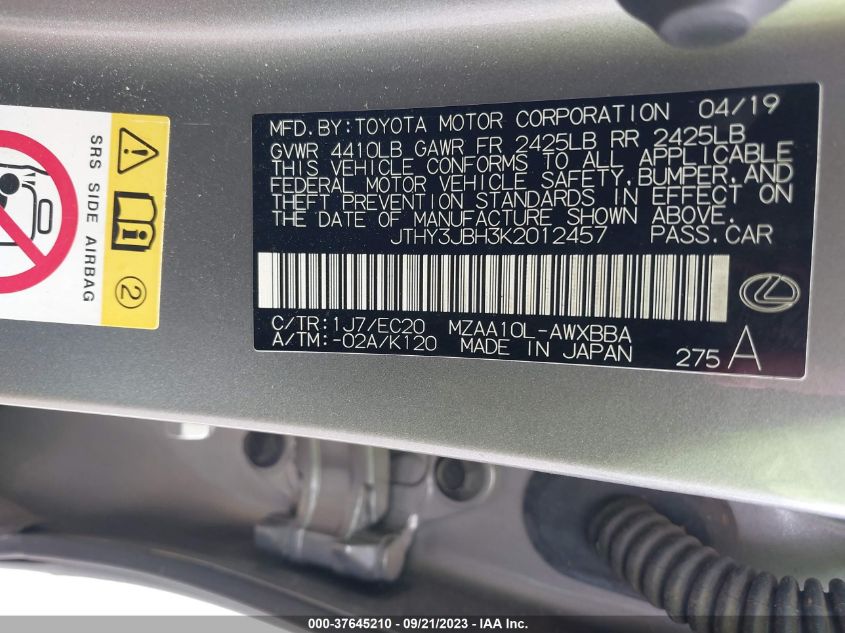 MFD.BY:TOYOTA MOTOR CORPORATION 04/19
GVWR 4410LB GAWR FR 2425LB RR 2425LB
THIS VEHICLE CONFORMS TO ALL APPLICABLE
FEDERAL MOTOR VEHICLE SAFETY,BUMPER,AND
THEFT PREVENTION STANDARDS IN EFFECT ON
THE DATE OF MANUFACTURE SHOWN ABOVE.
JTHY3JBH3K2012457 PASS.CAR
C/TR:1J7/EC20 MZAA10L-AWXBBA
A/TM:-02A/K120 MADE IN JAPAN
275 A
SRS SIDE AIRBAG
2
000-37645210 - 09/21/2023 - IAA Inc.